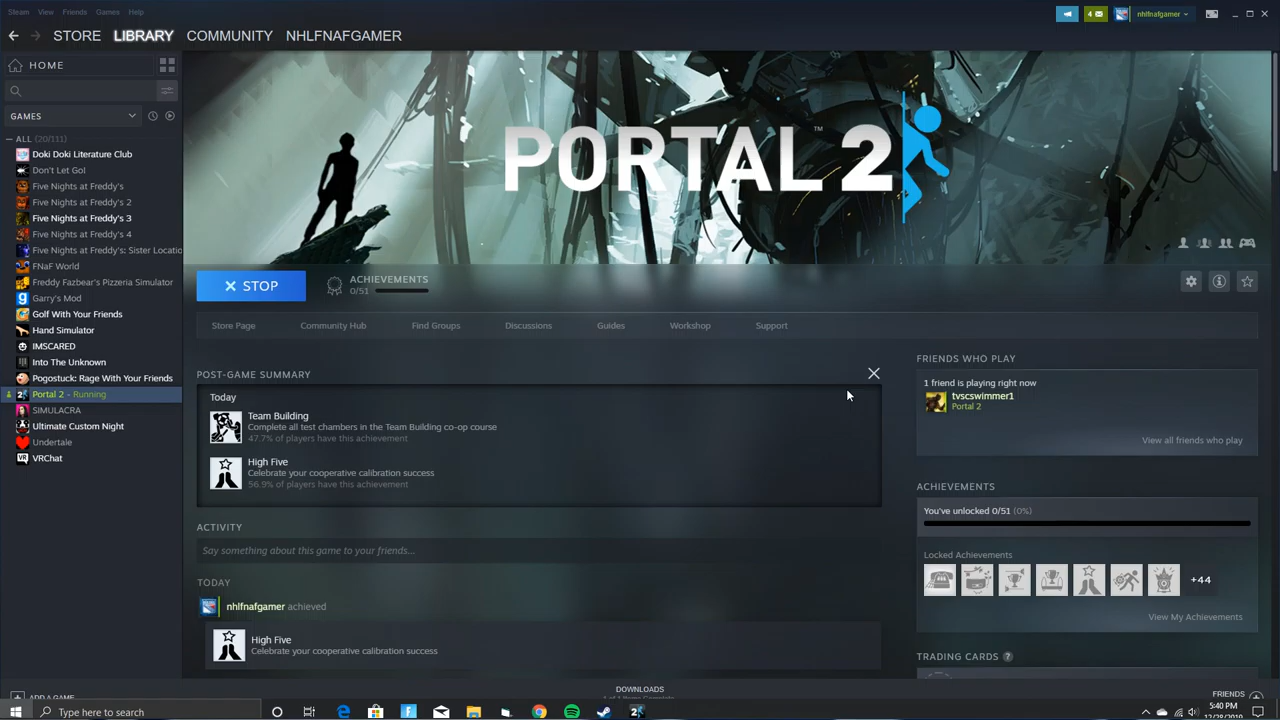 Steam View Friends Games Help
4 nhlfnafgamer
STORE LIBRARY COMMUNITY NHLFNAFGAMER
HOME
GAMES
ALL (20/111)
Doki Doki Literature Club
Don't Let Go!
Five Nights at Freddy's
Five Nights at Freddy's 2
Five Nights at Freddy's 3
Five Nights at Freddy's 4
Five Nights at Freddy's: Sister Locatio
FNaF World
Freddy Fazbear's Pizzeria Simulator
Garry's Mod
Golf With Your Friends
Hand Simulator
IMSCARED
Into The Unknown
Pogostuck: Rage With Your Friends
2 Portal 2 - Running
SIMULACRA
Ultimate Custom Night
Undertale
VR VRChat
PORTAL 2™
STOP
ACHIEVEMENTS
0/51
Store Page Community Hub Find Groups Discussions Guides Workshop Support
POST-GAME SUMMARY
Today
Team Building
Complete all test chambers in the Team Building co-op course
47.7% of players have this achievement
High Five
Celebrate your cooperative calibration success
56.9% of players have this achievement
ACTIVITY
Say something about this game to your friends...
TODAY
nhlfnafgamer achieved
High Five
Celebrate your cooperative calibration success
FRIENDS WHO PLAY
1 friend is playing right now
tvscswimmer1
Portal 2
View all friends who play
ACHIEVEMENTS
You've unlocked 0/51 (0%)
Locked Achievements
+44
View My Achievements
TRADING CARDS ?
ADD A GAME
DOWNLOADS
1 of 1 Items Complete
FRIENDS
Type here to search
5:40 PM
12/28/2019